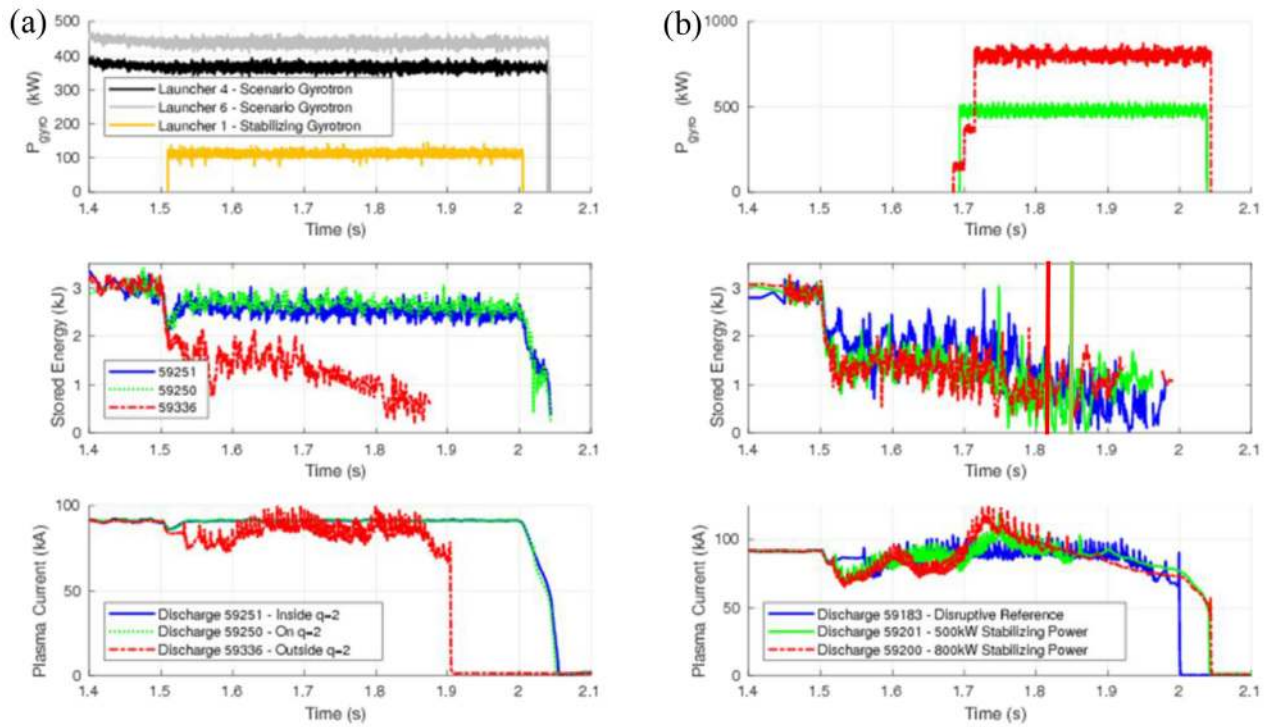 (a)
500
400
300
200
100
0
P_gyro (kW)
Launcher 4 - Scenario Gyrotron
Launcher 6 - Scenario Gyrotron
Launcher 1 - Stabilizing Gyrotron
1.4 1.5 1.6 1.7 1.8 1.9 2 2.1
Time (s)
3
2
1
0
Stored Energy (kJ)
59251
59250
59336
1.4 1.5 1.6 1.7 1.8 1.9 2 2.1
Time (s)
100
50
0
Plasma Current (kA)
Discharge 59251 - Inside q=2
Discharge 59250 - On q=2
Discharge 59336 - Outside q=2
1.4 1.5 1.6 1.7 1.8 1.9 2 2.1
Time (s)
(b)
1000
500
0
P_gyro (kW)
1.4 1.5 1.6 1.7 1.8 1.9 2 2.1
Time (s)
3
2
1
0
Stored Energy (kJ)
1.4 1.5 1.6 1.7 1.8 1.9 2 2.1
Time (s)
100
50
0
Plasma Current (kA)
Discharge 59183 - Disruptive Reference
Discharge 59201 - 500kW Stabilizing Power
Discharge 59200 - 800kW Stabilizing Power
1.4 1.5 1.6 1.7 1.8 1.9 2 2.1
Time (s)